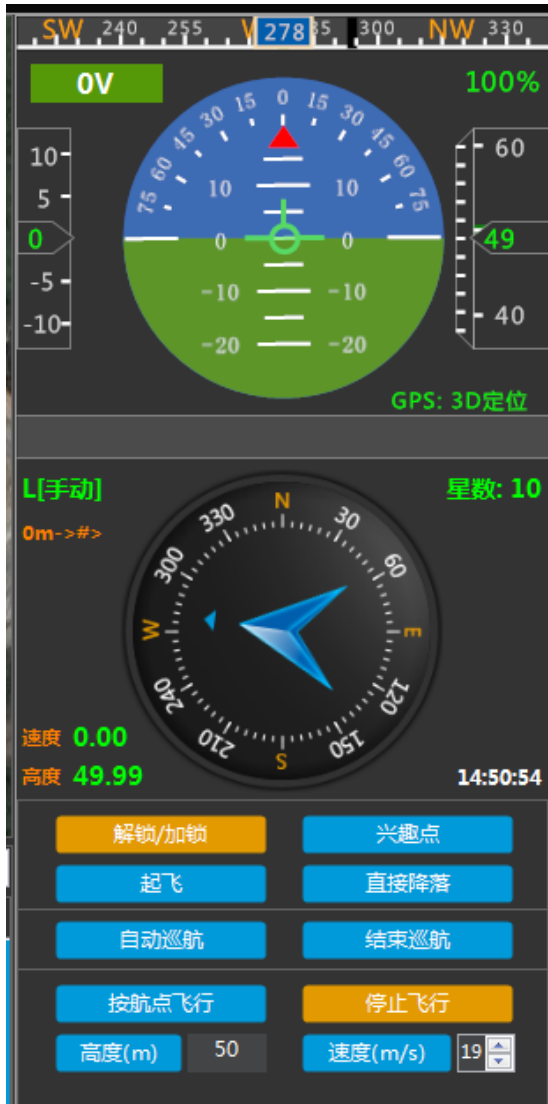 SW 240 255 W 278 85 300 NW 330
0V 100%
45 30 15 0 15 30 45
75 60 60 75
10 5 0 -5 -10
10 10
0 0
-10 -10
-20 -20
60
49
40
GPS: 3D定位
L[手动] 星数: 10
0m->#>
N 30 60 E 120 150 S 210 240 W 300 330
速度 0.00
高度 49.99 14:50:54
解锁/加锁 兴趣点
起飞 直接降落
自动巡航 结束巡航
按航点飞行 停止飞行
高度(m) 50 速度(m/s) 19